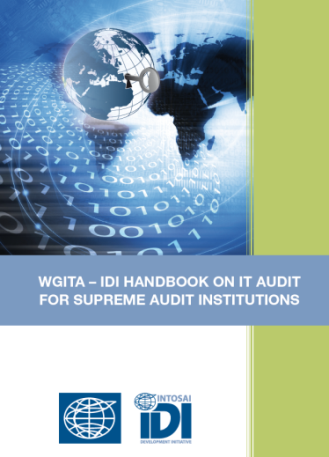 WGITA – IDI HANDBOOK ON IT AUDIT
FOR SUPREME AUDIT INSTITUTIONS
INTOSAI
IDI
DEVELOPMENT INITIATIVE